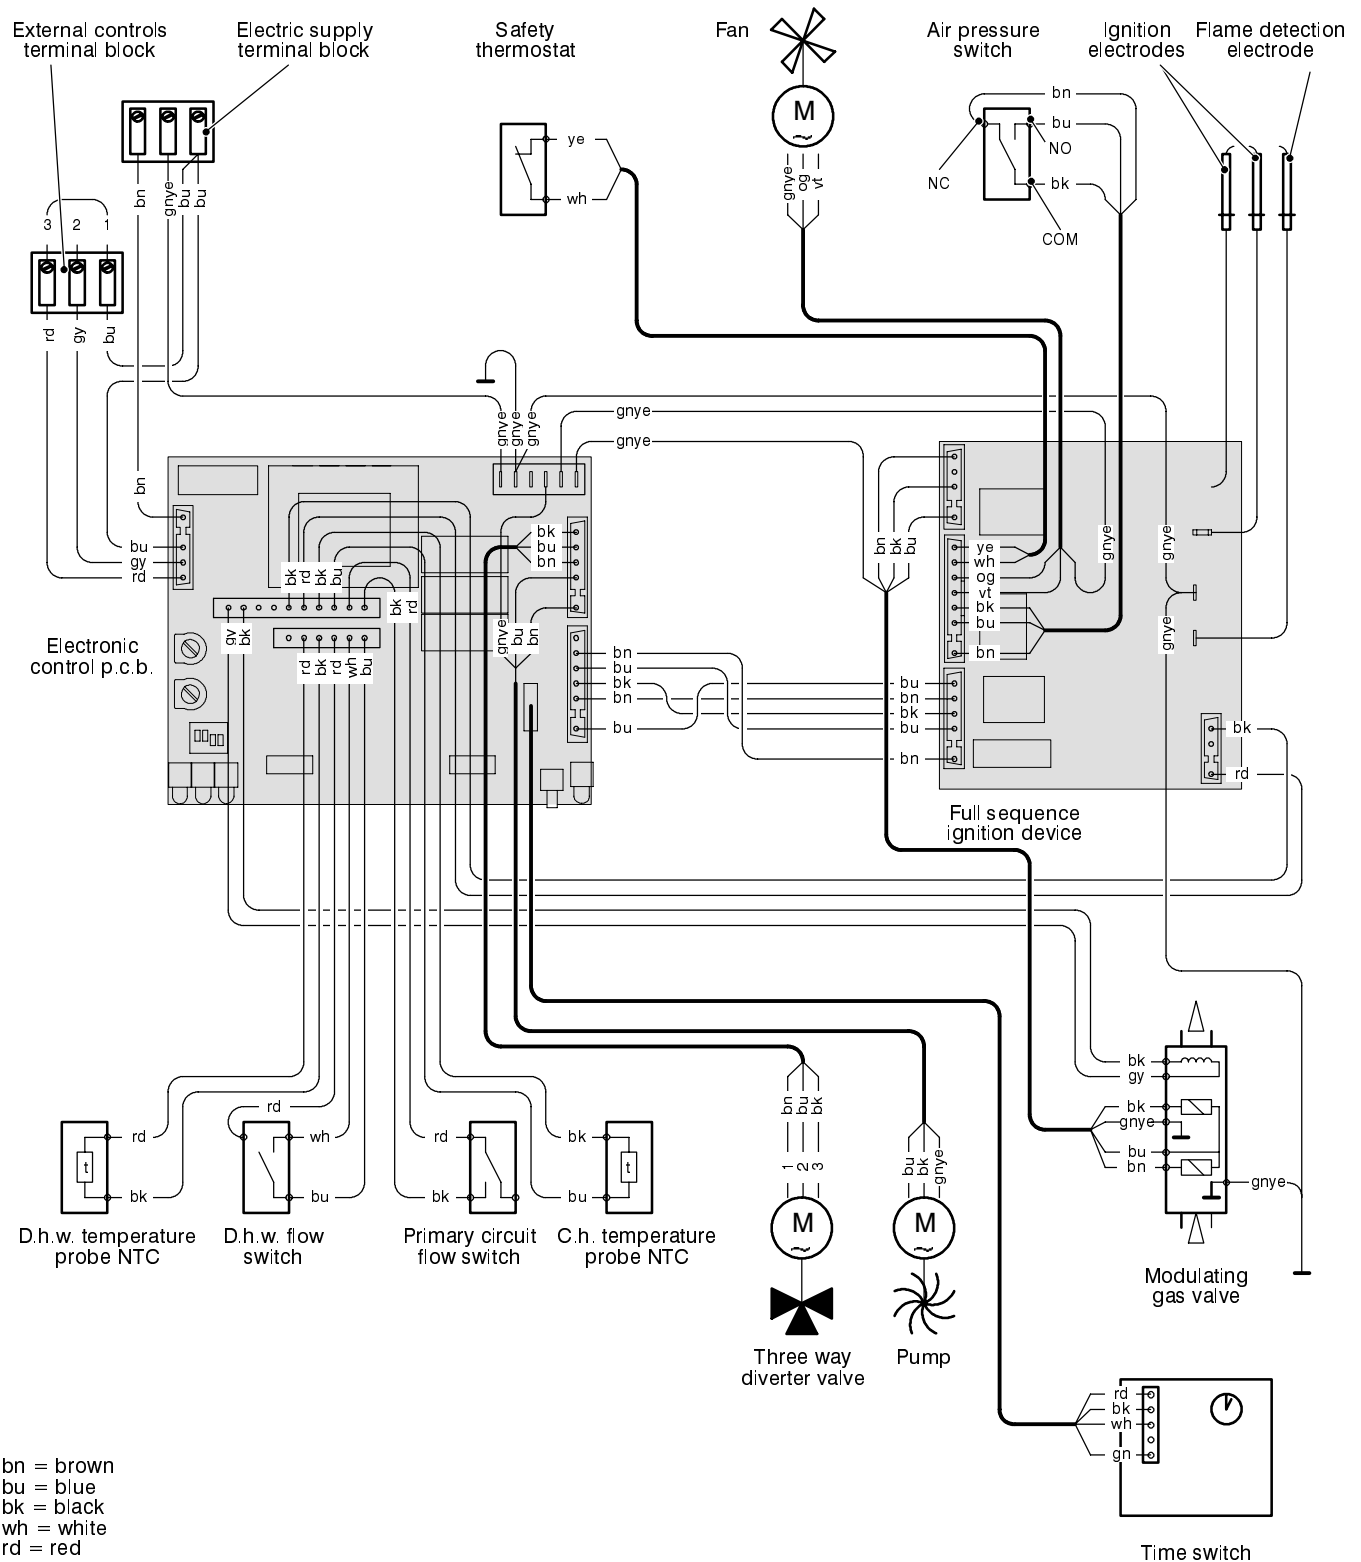 External controls
terminal block
Electric supply
terminal block
Safety
thermostat
Fan
Air pressure
switch
Ignition
electrodes
Flame detection
electrode
M
bn
bu
NO
NC
bk
COM
ye
wh
gnye
og
vt
bn
gnye
bu
bu
3
2
1
rd
gy
bu
gnye
gnye
gnye
gnye
gnye
bn
bu
gy
rd
bk
bu
bn
bn
bk
bu
ye
wh
og
vt
bk
bu
bn
gnye
gnye
gnye
bk
rd
bk
bu
bk
rd
gy
bk
rd
bk
rd
wh
bu
gnye
bu
bn
Electronic
control p.c.b.
bn
bu
bk
bn
bu
bu
bn
bk
bu
bn
bk
rd
Full sequence
ignition device
bk
gy
bk
gnye
bu
bn
gnye
bn
bu
bk
1
2
3
bu
bk
gnye
rd
bk
t
rd
wh
bu
rd
bk
bk
bu
t
M
M
D.h.w. temperature
probe NTC
D.h.w. flow
switch
Primary circuit
flow switch
C.h. temperature
probe NTC
Modulating
gas valve
Three way
diverter valve
Pump
rd
bk
wh
gn
Time switch
bn = brown
bu = blue
bk = black
wh = white
rd = red